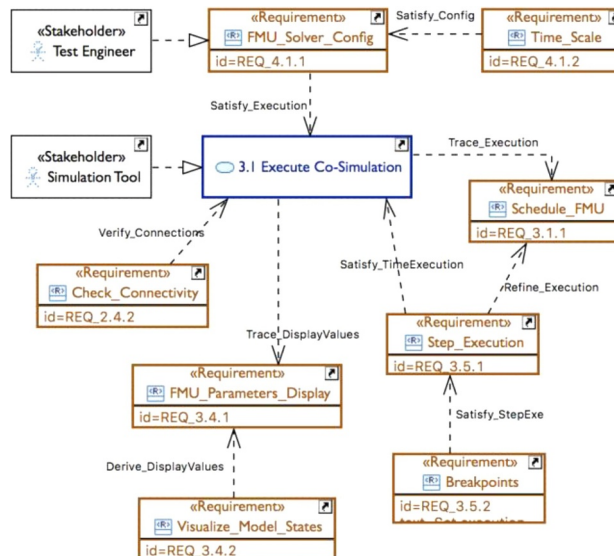 «Stakeholder»
Test Engineer
«Requirement»
FMU_Solver_Config
id=REQ_4.1.1
Satisfy_Config
«Requirement»
Time_Scale
id=REQ_4.1.2
Satisfy_Execution
«Stakeholder»
Simulation Tool
3.1 Execute Co-Simulation
Trace_Execution
«Requirement»
Schedule_FMU
id=REQ_3.1.1
Verify_Connections
«Requirement»
Check_Connectivity
id=REQ_2.4.2
Satisfy_TimeExecution
Refine_Execution
Trace_DisplayValues
«Requirement»
Step_Execution
id=REQ_3.5.1
«Requirement»
FMU_Parameters_Display
id=REQ_3.4.1
Satisfy_StepExe
Derive_DisplayValues
«Requirement»
Breakpoints
id=REQ_3.5.2
«Requirement»
Visualize_Model_States
id=REQ_3.4.2